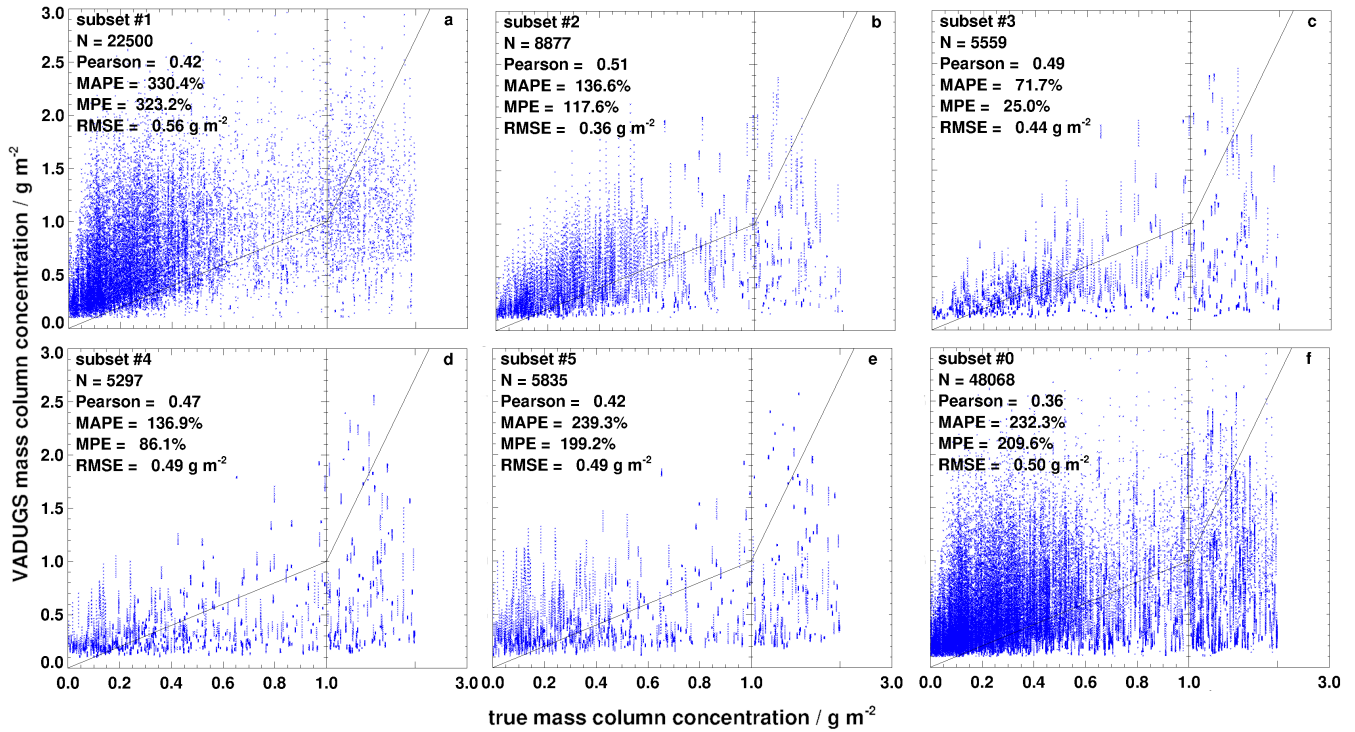 subset #1
a
N = 22500
Pearson = 0.42
MAPE = 330.4%
MPE = 323.2%
RMSE = 0.56 g m-2
3.0
2.5
2.0
1.5
1.0
0.5
0.0
subset #2
b
N = 8877
Pearson = 0.51
MAPE = 136.6%
MPE = 117.6%
RMSE = 0.36 g m-2
subset #3
c
N = 5559
Pearson = 0.49
MAPE = 71.7%
MPE = 25.0%
RMSE = 0.44 g m-2
VADUGS mass column concentration / g m-2
subset #4
d
N = 5297
Pearson = 0.47
MAPE = 136.9%
MPE = 86.1%
RMSE = 0.49 g m-2
3.0
2.5
2.0
1.5
1.0
0.5
0.0
0.0 0.2 0.4 0.6 0.8 1.0 3.0
subset #5
e
N = 5835
Pearson = 0.42
MAPE = 239.3%
MPE = 199.2%
RMSE = 0.49 g m-2
0.0 0.2 0.4 0.6 0.8 1.0 3.0
subset #0
f
N = 48068
Pearson = 0.36
MAPE = 232.3%
MPE = 209.6%
RMSE = 0.50 g m-2
0.0 0.2 0.4 0.6 0.8 1.0 3.0
true mass column concentration / g m-2